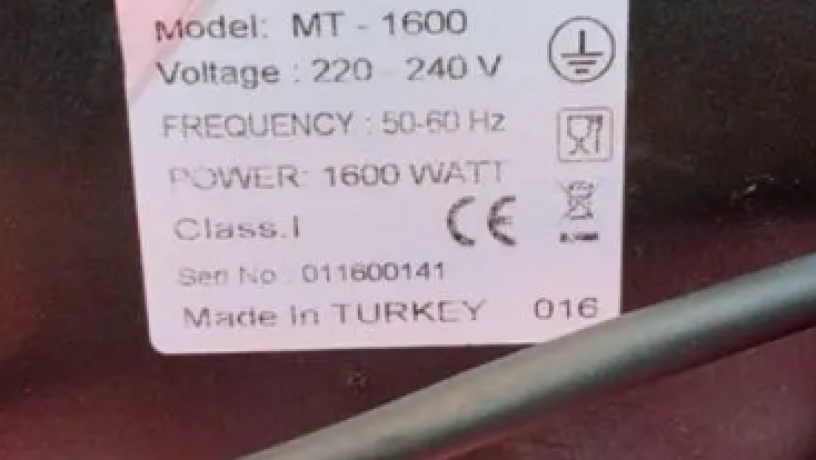 Model: MT - 1600
Voltage : 220 - 240 V
FREQUENCY : 50-60 Hz
POWER: 1600 WATT
Class.I CE
Seri No : 011600141
Made In TURKEY 016